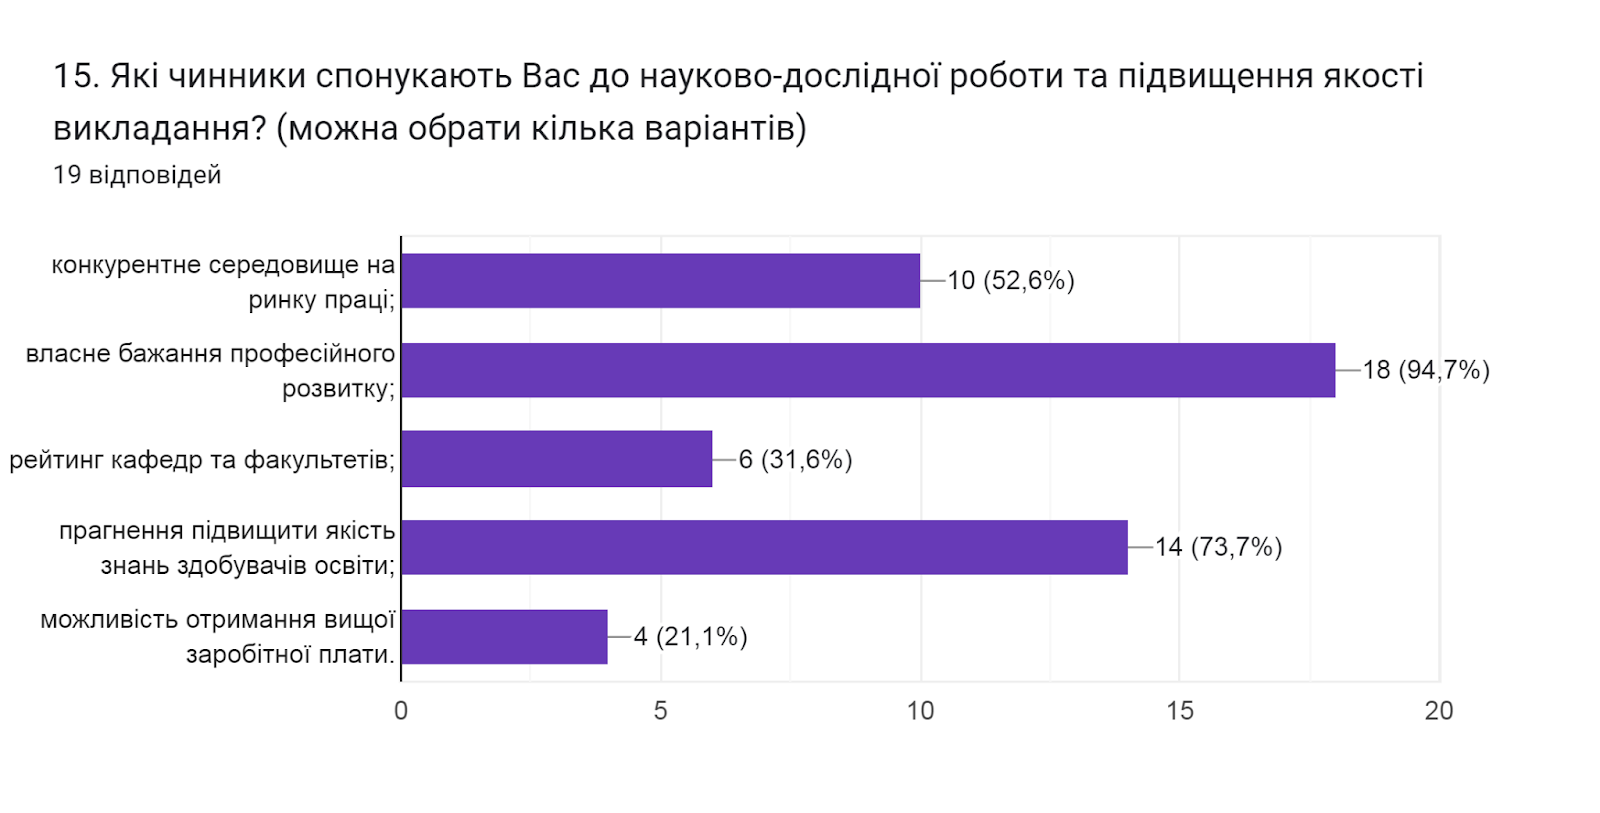 15. Які чинники спонукають Вас до науково-дослідної роботи та підвищення якості
викладання? (можна обрати кілька варіантів)
19 відповідей
конкурентне середовище на
ринку праці;
10 (52,6%)
власне бажання професійного
розвитку;
18 (94,7%)
рейтинг кафедр та факультетів;
6 (31,6%)
прагнення підвищити якість
знань здобувачів освіти;
14 (73,7%)
можливість отримання вищої
заробітної плати.
4 (21,1%)
0 5 10 15 20